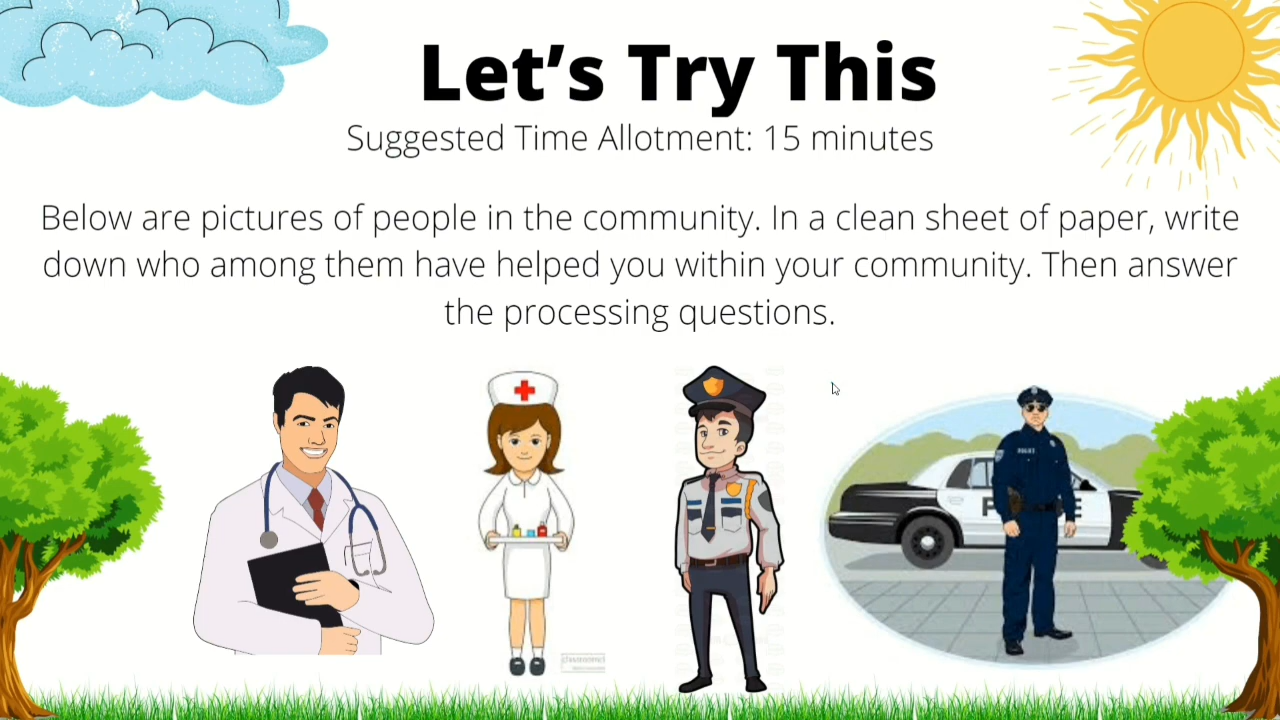 Let’s Try This
Suggested Time Allotment: 15 minutes
Below are pictures of people in the community. In a clean sheet of paper, write
down who among them have helped you within your community. Then answer
the processing questions.
POLICE